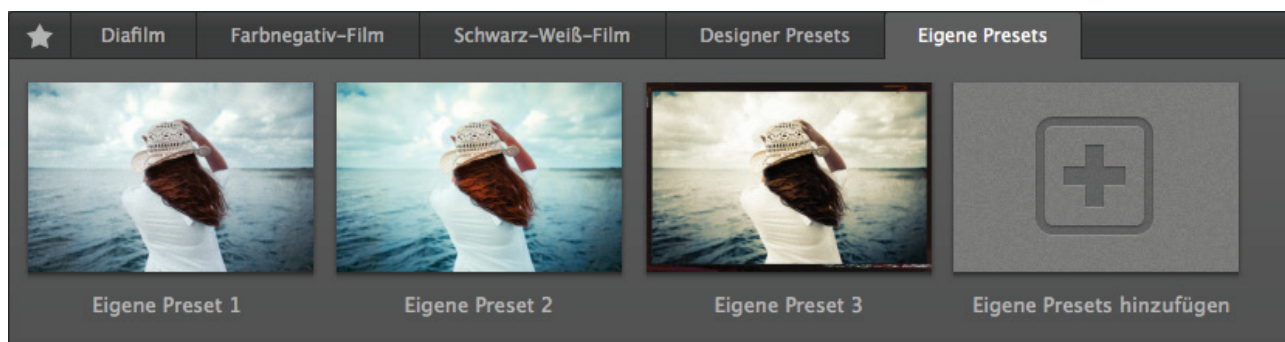 Diafilm Farbnegativ-Film Schwarz-Weiß-Film Designer Presets Eigene Presets
Eigene Preset 1 Eigene Preset 2 Eigene Preset 3 Eigene Presets hinzufügen